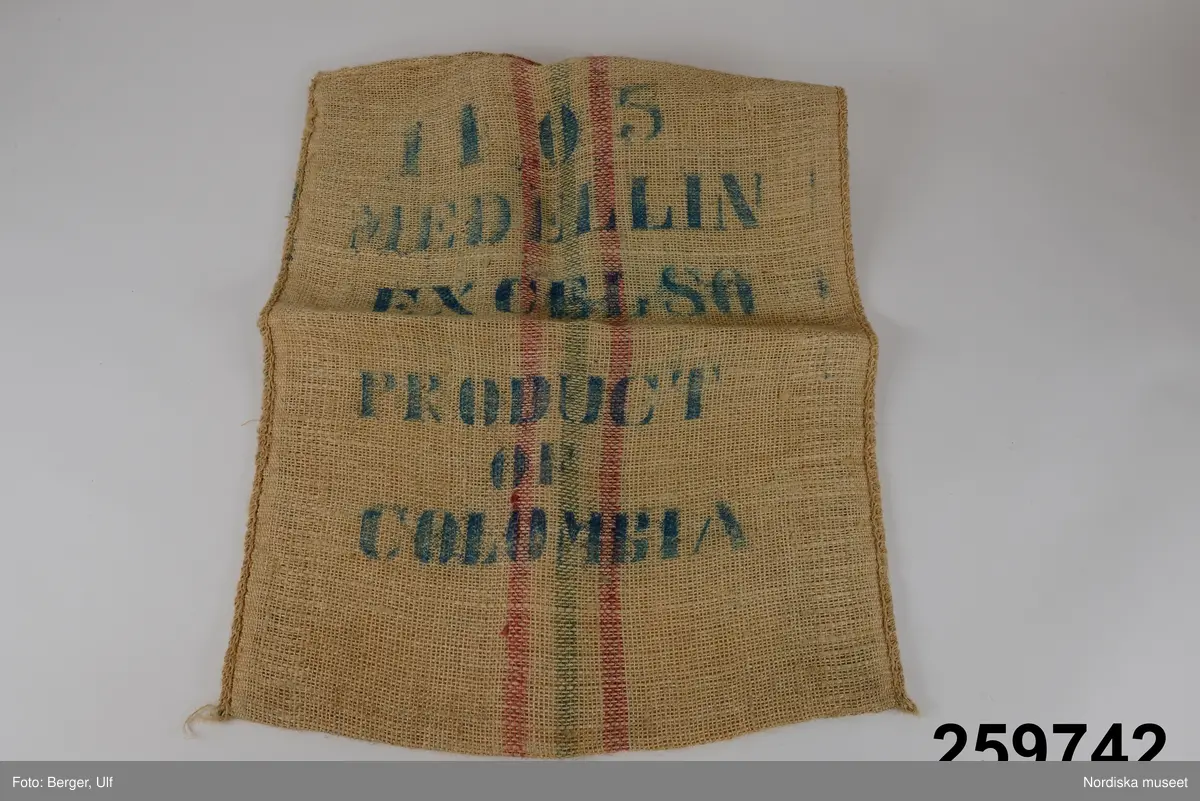 11 05
MEDELLIN
EXCELSO
PRODUCT
OF
COLOMBIA
259742
Foto: Berger, Ulf
Nordiska museet